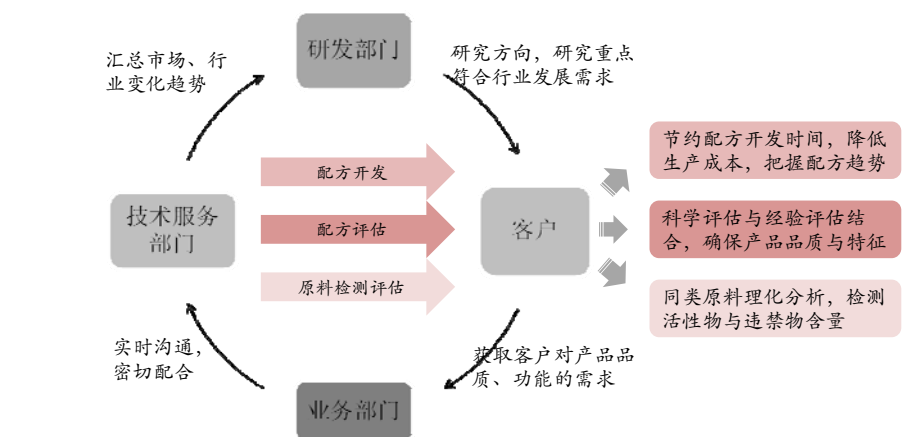 研发部门
汇总市场、行
业变化趋势
研究方向，研究重点
符合行业发展需求
配方开发
节约配方开发时间，降低
生产成本，把握配方趋势
技术服务
部门
配方评估
客户
科学评估与经验评估结
合，确保产品品质与特征
原料检测评估
同类原料理化分析，检测
活性物与违禁物含量
实时沟通，
密切配合
获取客户对产品品
质、功能的需求
业务部门